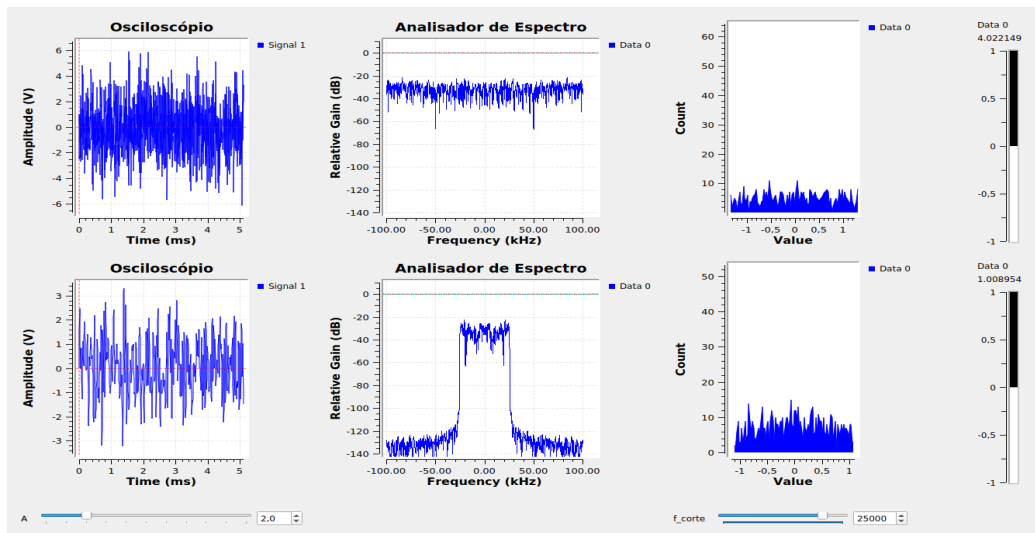 Osciloscópio
Signal 1
Amplitude (V)
6
4
2
0
-2
-4
-6
0 1 2 3 4 5
Time (ms)
Analisador de Espectro
Data 0
Relative Gain (dB)
0
-20
-40
-60
-80
-100
-120
-140
-100.00 -50.00 0.00 50.00 100.00
Frequency (kHz)
Data 0
Count
60
50
40
30
20
10
-1 -0,5 0 0,5 1
Value
Data 0
4.022149
1
0,5
0
-0,5
-1
Osciloscópio
Signal 1
Amplitude (V)
3
2
1
0
-1
-2
-3
0 1 2 3 4 5
Time (ms)
Analisador de Espectro
Data 0
Relative Gain (dB)
0
-20
-40
-60
-80
-100
-120
-140
-100.00 -50.00 0.00 50.00 100.00
Frequency (kHz)
Data 0
Count
50
40
30
20
10
0
-1 -0,5 0 0,5 1
Value
Data 0
1.008954
1
0,5
0
-0,5
-1
A 2,0
f_corte 25000